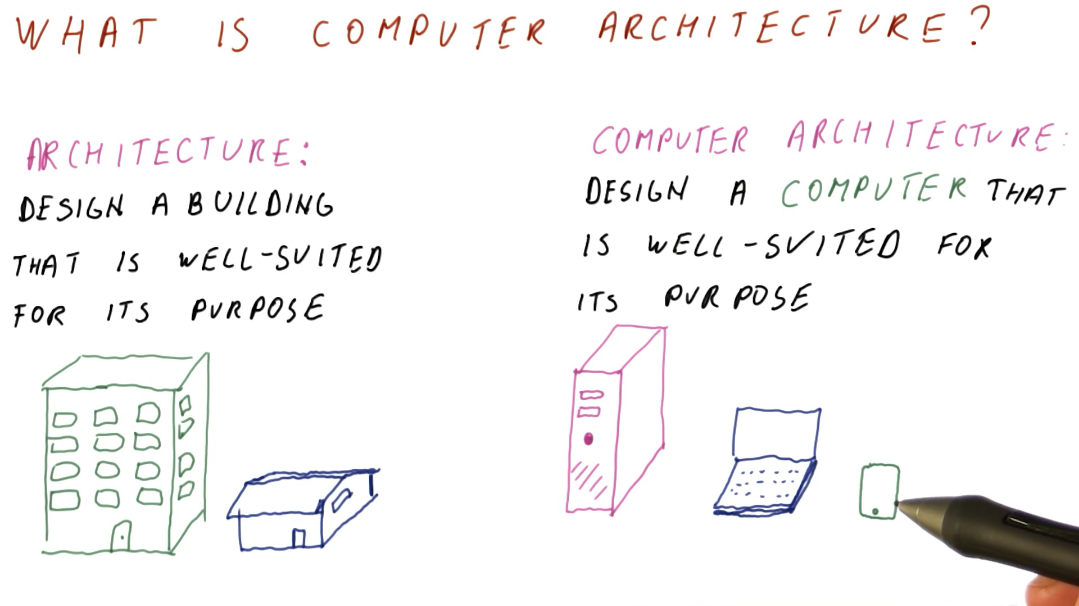 WHAT IS COMPUTER ARCHITECTURE?
ARCHITECTURE:
DESIGN A BUILDING
THAT IS WELL-SUITED
FOR ITS PURPOSE
COMPUTER ARCHITECTURE:
DESIGN A COMPUTER THAT
IS WELL-SUITED FOR
ITS PURPOSE